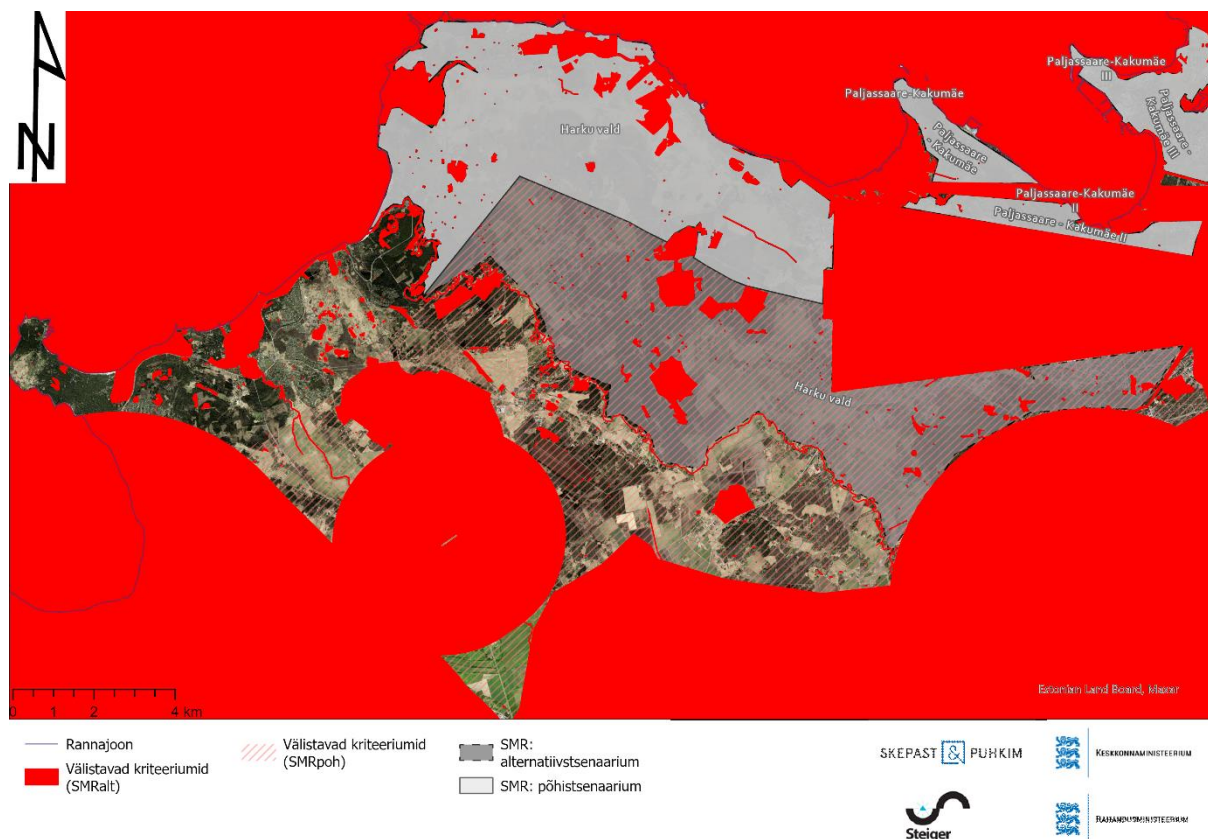 N
Paljassaare-Kakumäe
III
Paljassaare -
Kakumäe III
Paljassaare-Kakumäe
Paljassaare
- Kakumäe
Paljassaare-Kakumäe
II
Paljassaare - Kakumäe II
Harku vald
Harku vald
Estonian Land Board, Maxar
0 1 2 4 km
Rannajoon
Välistavad kriteeriumid
(SMRalt)
Välistavad kriteeriumid
(SMRpoh)
SMR:
alternatiivstsenaarium
SMR: põhistsenaarium
SKEPAST & PUHKIM
KESKKONNAMINISTEERIUM
Steiger
RAHANDUSMINISTEERIUM